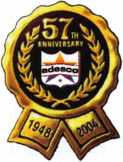 57TH
ANNIVERSARY
adesco
1948 2004